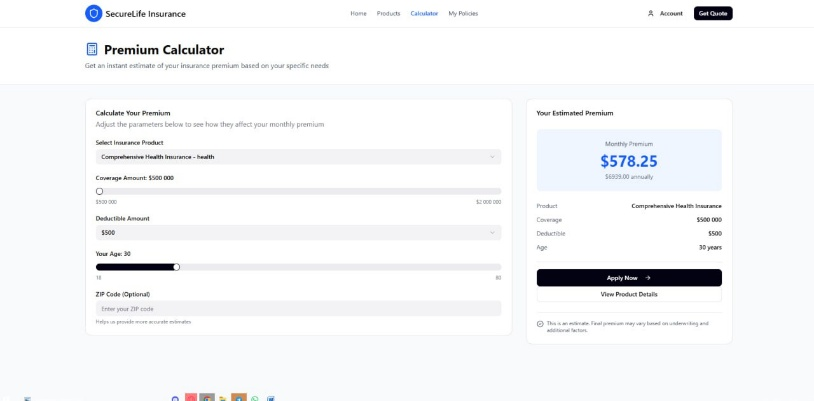 SecureLife Insurance
Home Products Calculator My Policies
Account Get Quote
Premium Calculator
Get an instant estimate of your insurance premium based on your specific needs
Calculate Your Premium
Adjust the parameters below to see how they affect your monthly premium
Select Insurance Product
Comprehensive Health Insurance - health
Coverage Amount: $500 000
$500 000 $2 000 000
Deductible Amount
$500
Your Age: 30
18 80
ZIP Code (Optional)
Enter your ZIP code
Helps us provide more accurate estimates
Your Estimated Premium
Monthly Premium
$578.25
$6939.00 annually
Product Comprehensive Health Insurance
Coverage $500 000
Deductible $500
Age 30 years
Apply Now →
View Product Details
This is an estimate. Final premium may vary based on underwriting and
additional factors.